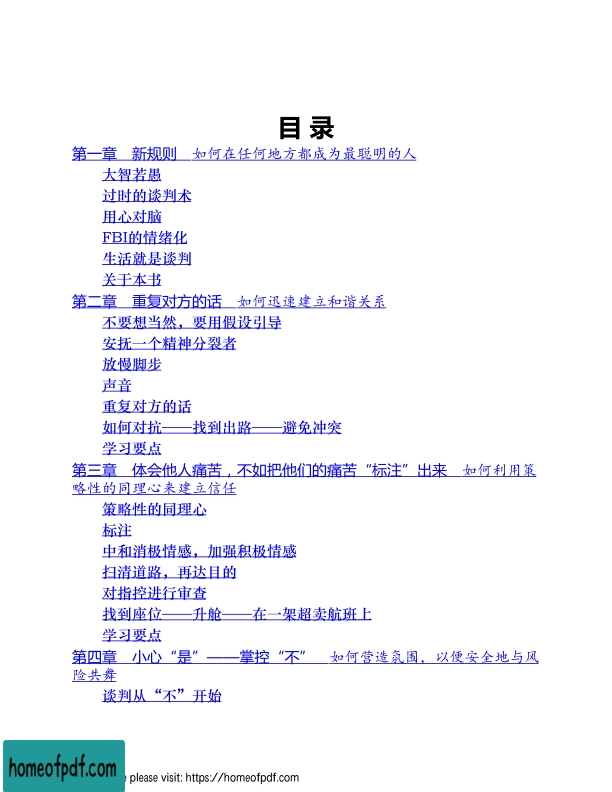 目 录
第一章　新规则　如何在任何地方都成为最聪明的人
大智若愚
过时的谈判术
用心对脑
FBI的情绪化
生活就是谈判
关于本书
第二章　重复对方的话　如何迅速建立和谐关系
不要想当然，要用假设引导
安抚一个精神分裂者
放慢脚步
声音
重复对方的话
如何对抗——找到出路——避免冲突
学习要点
第三章　体会他人痛苦，不如把他们的痛苦“标注”出来　如何利用策
略性的同理心来建立信任
策略性的同理心
标注
中和消极情感，加强积极情感
扫清道路，再达目的
对指控进行审查
找到座位——升舱——在一架超卖航班上
学习要点
第四章　小心“是”——掌控“不”　如何营造氛围，以便安全地与风
险共舞
谈判从“不”开始
homeofpdf.com
e please visit: https://homeofpdf.com